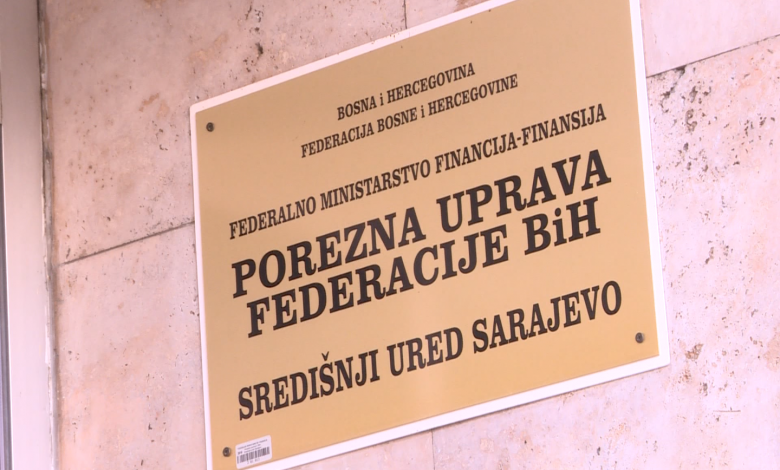 BOSNA i HERCEGOVINA
FEDERACIJA BOSNE i HERCEGOVINE
FEDERALNO MINISTARSTVO FINANCIJA-FINANSIJA
POREZNA UPRAVA
FEDERACIJE BiH
SREDIŠNJI URED SARAJEVO